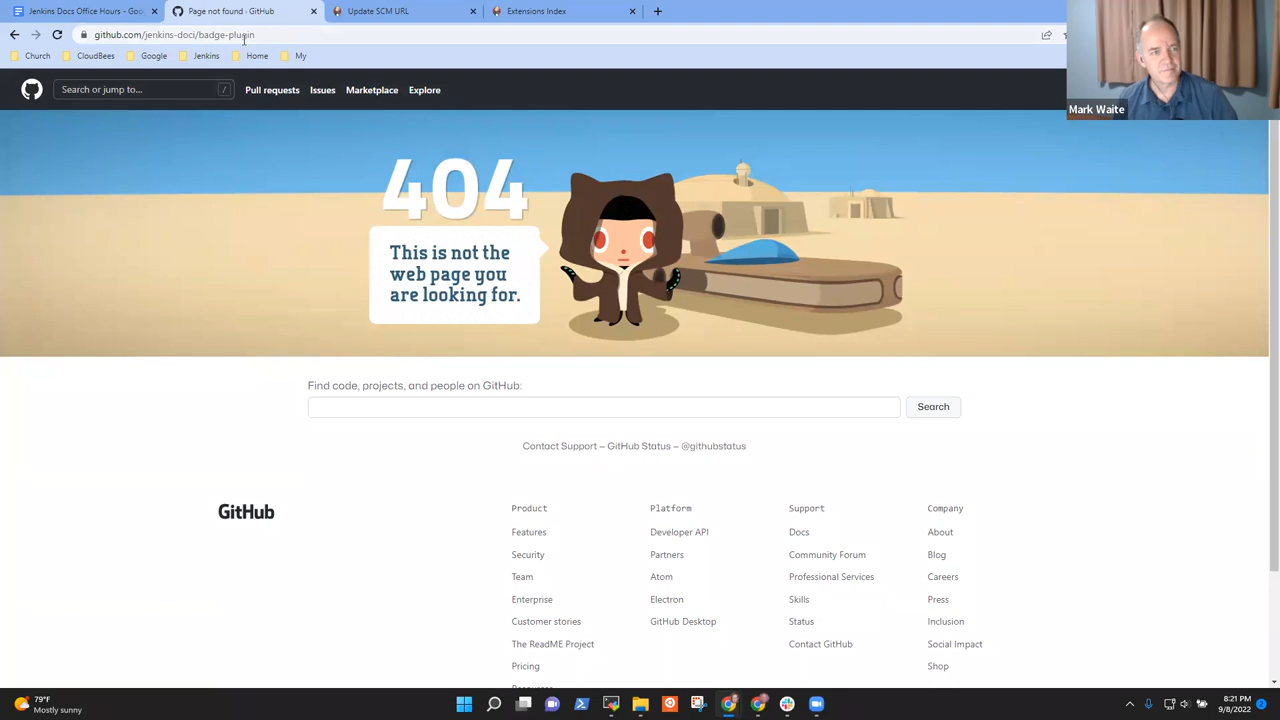 Jenkins Docs Office Hours - Goo
Page not found · GitHub
Update SCM URL
Extensions Index
github.com/jenkins-doci/badge-plugin
Church
CloudBees
Google
Jenkins
Home
My
Search or jump to...
/
Pull requests
Issues
Marketplace
Explore
Mark Waite
404
This is not the
web page you
are looking for.
Find code, projects, and people on GitHub:
Search
Contact Support — GitHub Status — @githubstatus
GitHub
Product
Features
Security
Team
Enterprise
Customer stories
The ReadME Project
Pricing
Platform
Developer API
Partners
Atom
Electron
GitHub Desktop
Support
Docs
Community Forum
Professional Services
Skills
Status
Contact GitHub
Company
About
Blog
Careers
Press
Inclusion
Social Impact
Shop
79°F
Mostly sunny
8:21 PM
9/8/2022
2